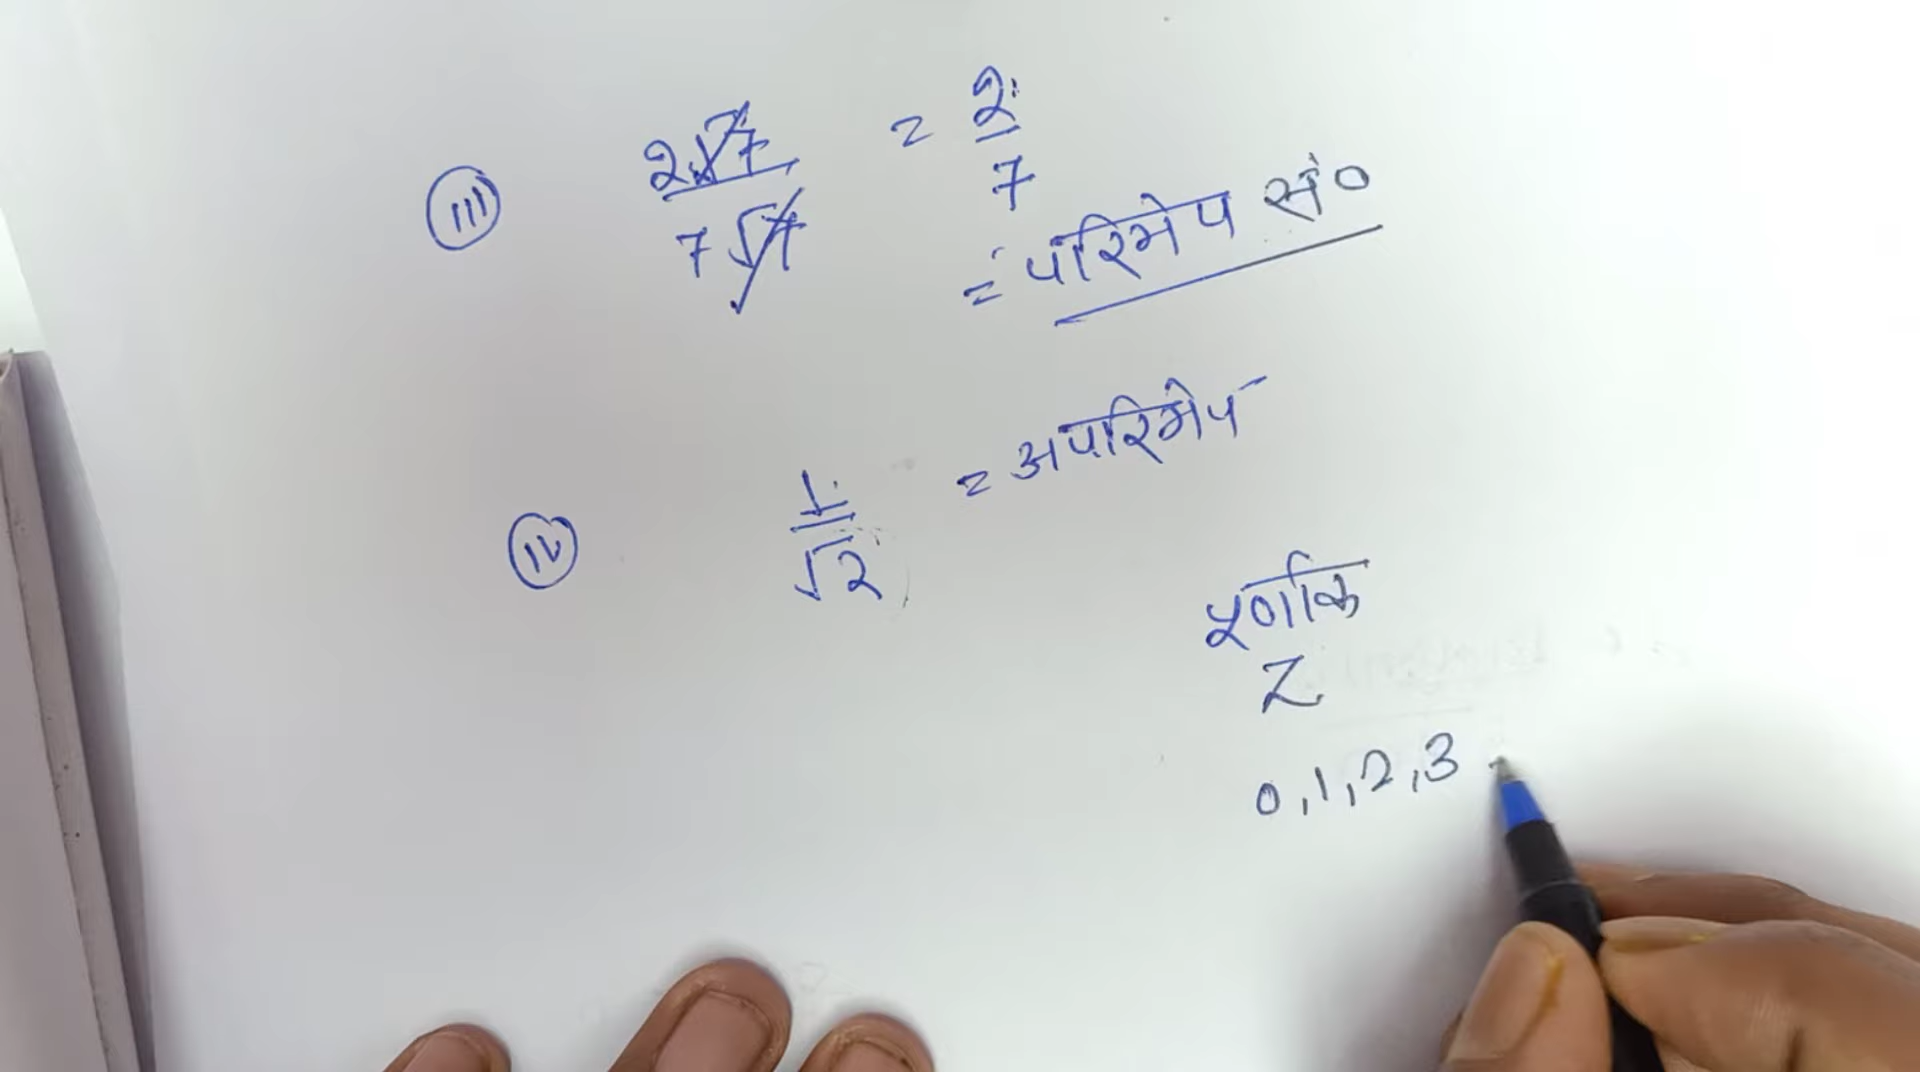 (iii) 2√7/7√7 = 2/7
= परिमेय सं०
(iv) 1/√2 = अपरिमेय
पूर्णांक
Z
0, 1, 2, 3